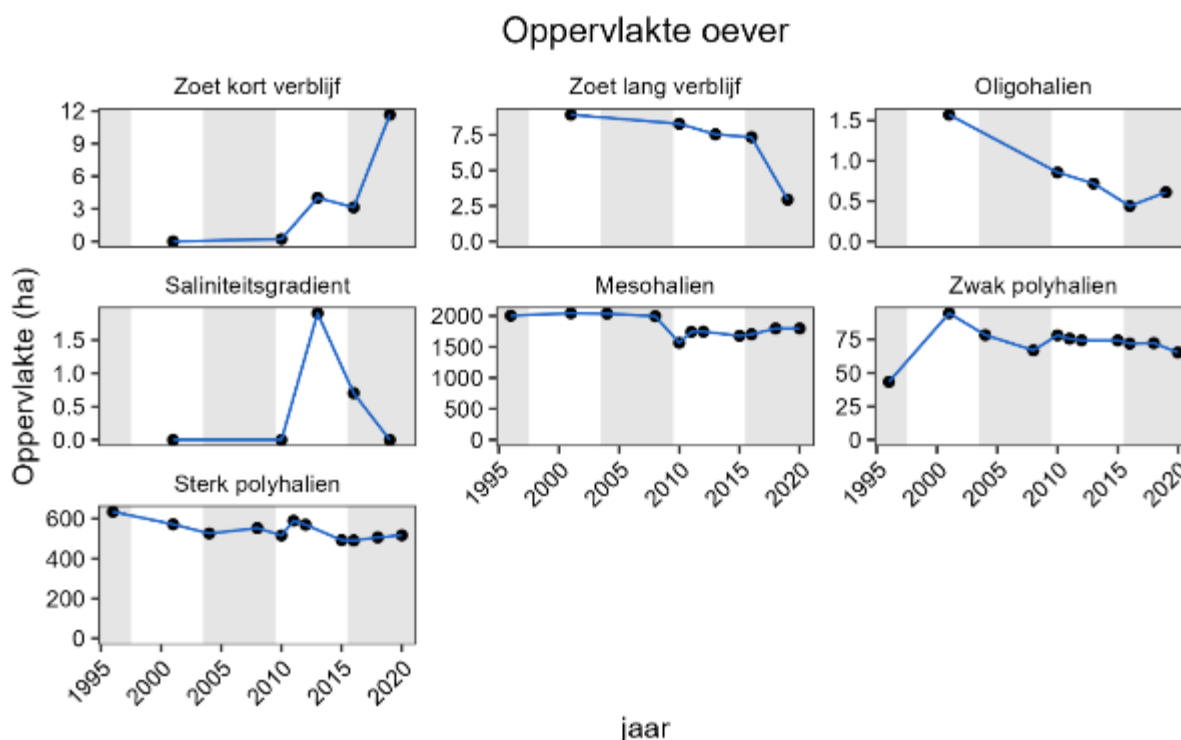 Oppervlakte oever
Zoet kort verblijf
Zoet lang verblijf
Oligohalien
12
9
6
3
0
7.5
5.0
2.5
0.0
1.5
1.0
0.5
0.0
Oppervlakte (ha)
Saliniteitsgradient
Mesohalien
Zwak polyhalien
1.5
1.0
0.5
0.0
2000
1500
1000
500
0
75
50
25
0
1995 2000 2005 2010 2015 2020
1995 2000 2005 2010 2015 2020
Sterk polyhalien
600
400
200
0
1995 2000 2005 2010 2015 2020
jaar